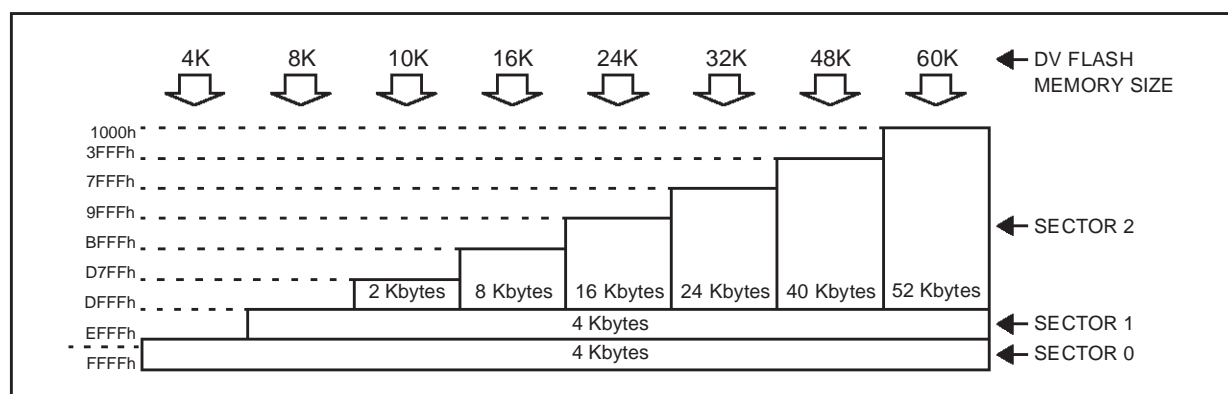 4K 8K 10K 16K 24K 32K 48K 60K DV FLASH
MEMORY SIZE
1000h
3FFFh
7FFFh
9FFFh
SECTOR 2
BFFFh
D7FFh
2 Kbytes 8 Kbytes 16 Kbytes 24 Kbytes 40 Kbytes 52 Kbytes
DFFFh
4 Kbytes SECTOR 1
EFFFh
4 Kbytes SECTOR 0
FFFFh